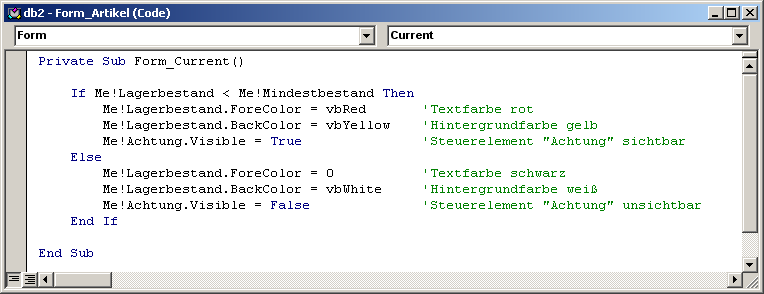 db2 - Form_Artikel (Code)
Form Current
Private Sub Form_Current()
If Me!Lagerbestand < Me!Mindestbestand Then
Me!Lagerbestand.ForeColor = vbRed 'Textfarbe rot
Me!Lagerbestand.BackColor = vbYellow 'Hintergrundfarbe gelb
Me!Achtung.Visible = True 'Steuerelement "Achtung" sichtbar
Else
Me!Lagerbestand.ForeColor = 0 'Textfarbe schwarz
Me!Lagerbestand.BackColor = vbWhite 'Hintergrundfarbe weiß
Me!Achtung.Visible = False 'Steuerelement "Achtung" unsichtbar
End If
End Sub